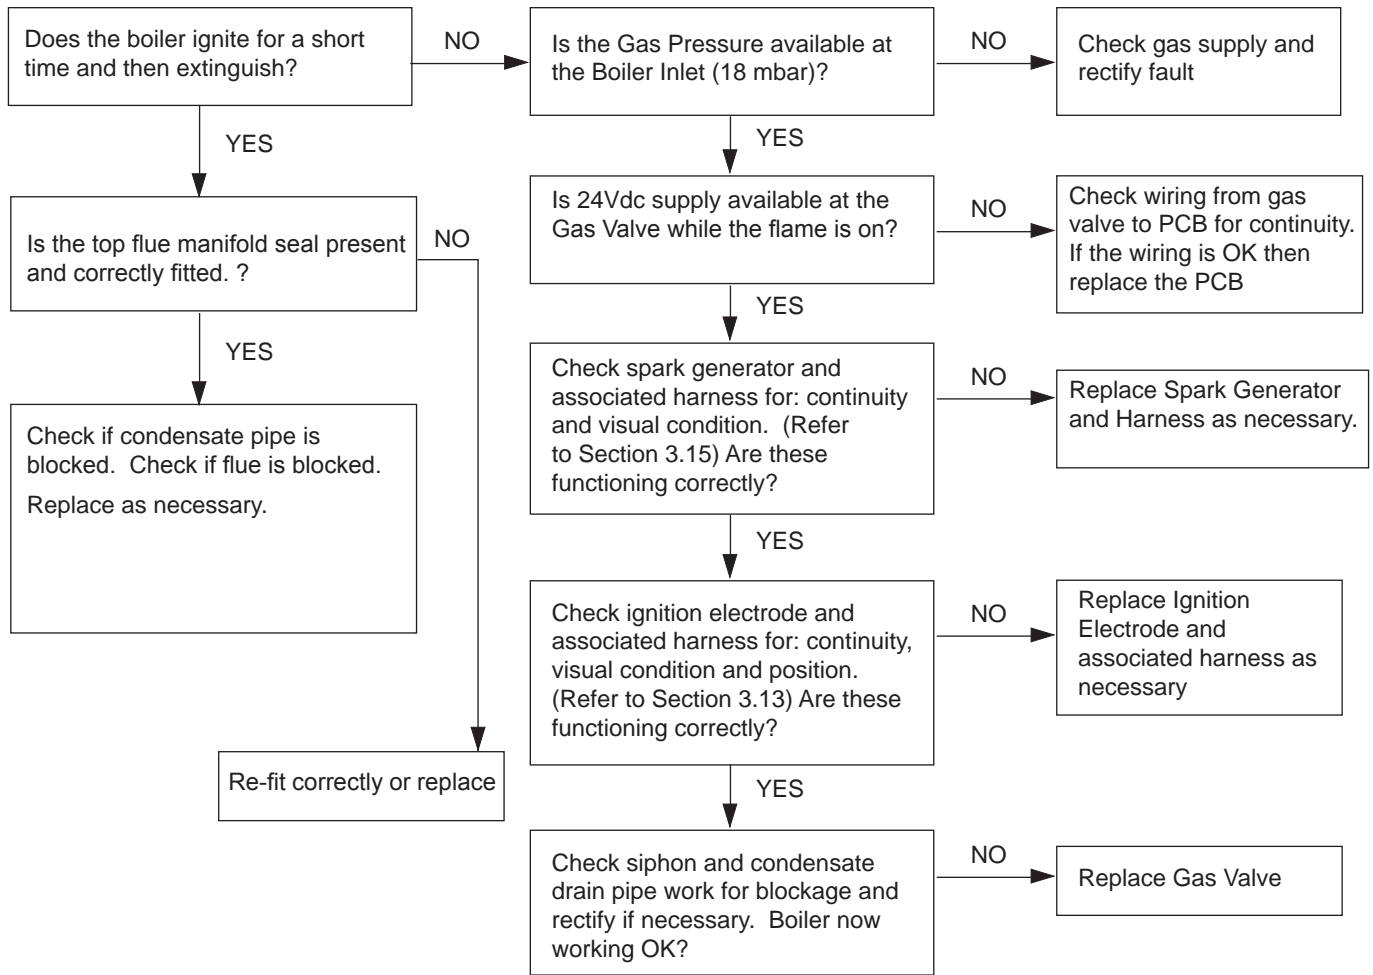 Does the boiler ignite for a short
time and then extinguish?
NO
Is the Gas Pressure available at
the Boiler Inlet (18 mbar)?
NO
Check gas supply and
rectify fault
YES
YES
Is the top flue manifold seal present
and correctly fitted. ?
NO
Is 24Vdc supply available at the
Gas Valve while the flame is on?
NO
Check wiring from gas
valve to PCB for continuity.
If the wiring is OK then
replace the PCB
YES
YES
Check if condensate pipe is
blocked.  Check if flue is blocked.
Replace as necessary.
Check spark generator and
associated harness for: continuity
and visual condition.  (Refer
to Section 3.15) Are these
functioning correctly?
NO
Replace Spark Generator
and Harness as necessary.
YES
Check ignition electrode and
associated harness for: continuity,
visual condition and position.
(Refer to Section 3.13) Are these
functioning correctly?
NO
Replace Ignition
Electrode and
associated harness as
necessary
Re-fit correctly or replace
YES
Check siphon and condensate
drain pipe work for blockage and
rectify if necessary.  Boiler now
working OK?
NO
Replace Gas Valve